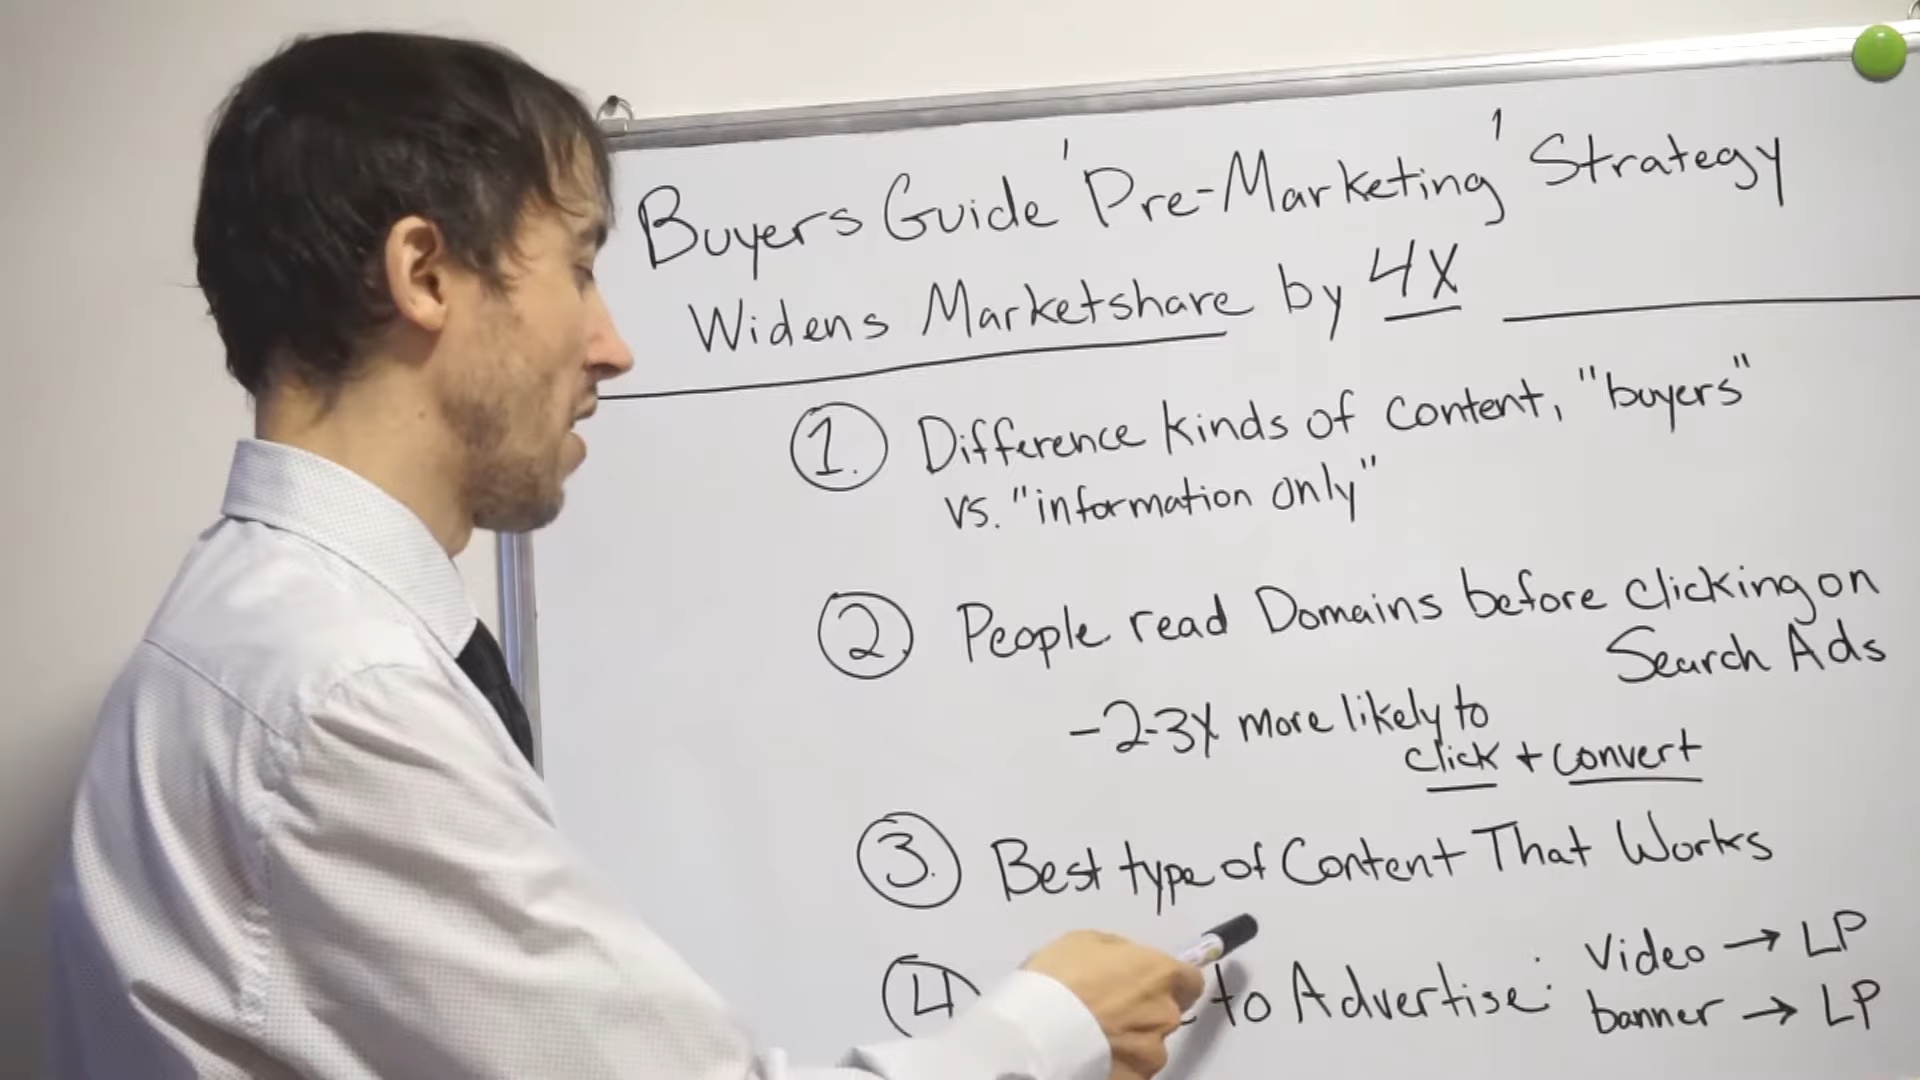 Buyers Guide 'Pre-Marketing' Strategy
Widens Marketshare by 4X
1. Difference kinds of content, "buyers"
vs. "information only"
2. People read Domains before clicking on
Search Ads
-2-3X more likely to
click + convert
3. Best type of Content That Works
4 to Advertise: Video → LP
banner → LP